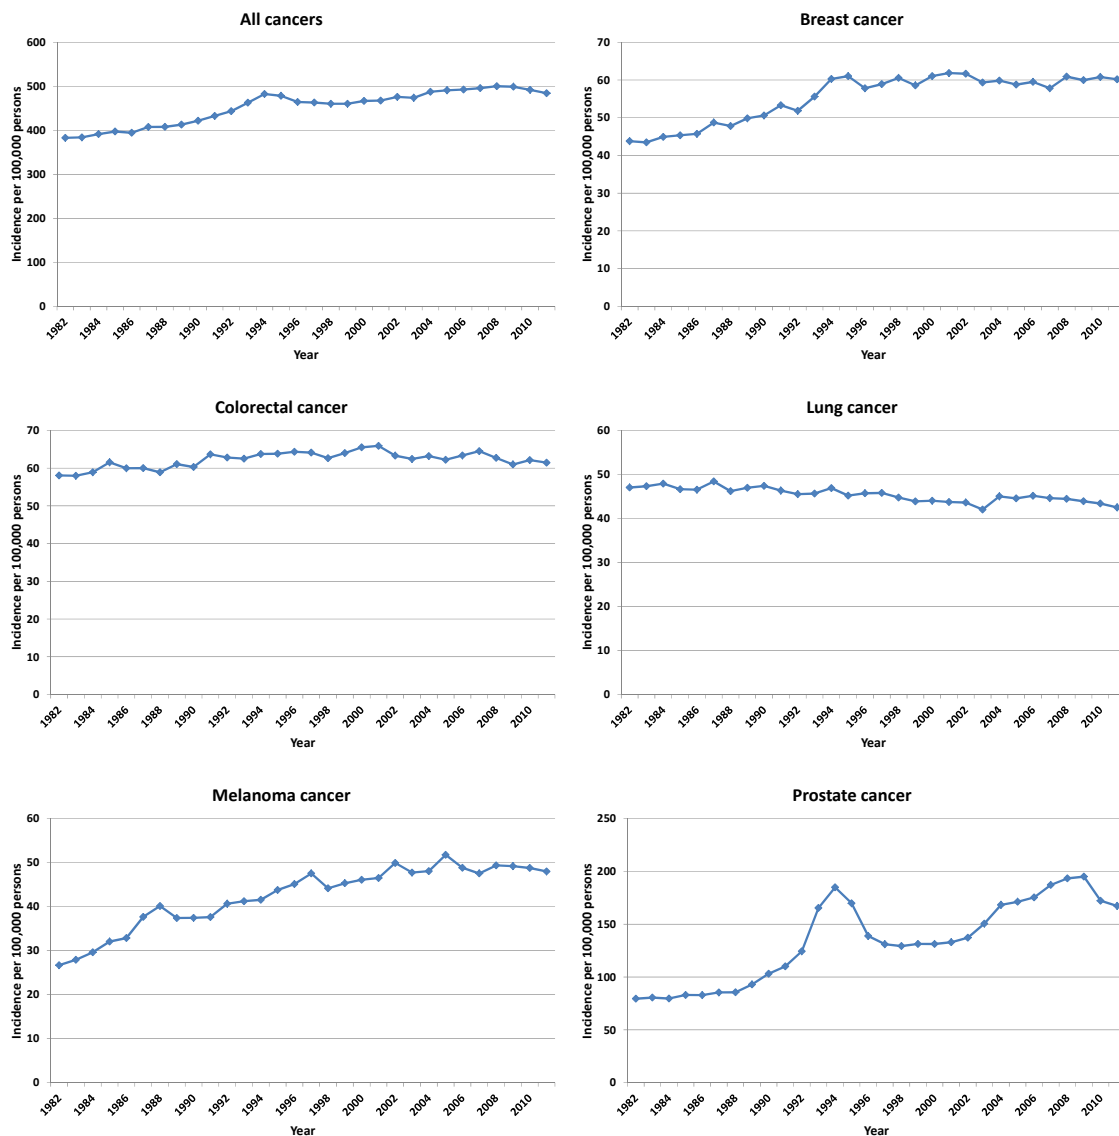 All cancers
Incidence per 100,000 persons
600
500
400
300
200
100
0
1982 1984 1986 1988 1990 1992 1994 1996 1998 2000 2002 2004 2006 2008 2010
Year
Breast cancer
Incidence per 100,000 persons
70
60
50
40
30
20
10
0
1982 1984 1986 1988 1990 1992 1994 1996 1998 2000 2002 2004 2006 2008 2010
Year
Colorectal cancer
Incidence per 100,000 persons
70
60
50
40
30
20
10
0
1982 1984 1986 1988 1990 1992 1994 1996 1998 2000 2002 2004 2006 2008 2010
Year
Lung cancer
Incidence per 100,000 persons
60
50
40
30
20
10
0
1982 1984 1986 1988 1990 1992 1994 1996 1998 2000 2002 2004 2006 2008 2010
Year
Melanoma cancer
Incidence per 100,000 persons
60
50
40
30
20
10
0
1982 1984 1986 1988 1990 1992 1994 1996 1998 2000 2002 2004 2006 2008 2010
Year
Prostate cancer
Incidence per 100,000 persons
250
200
150
100
50
0
1982 1984 1986 1988 1990 1992 1994 1996 1998 2000 2002 2004 2006 2008 2010
Year